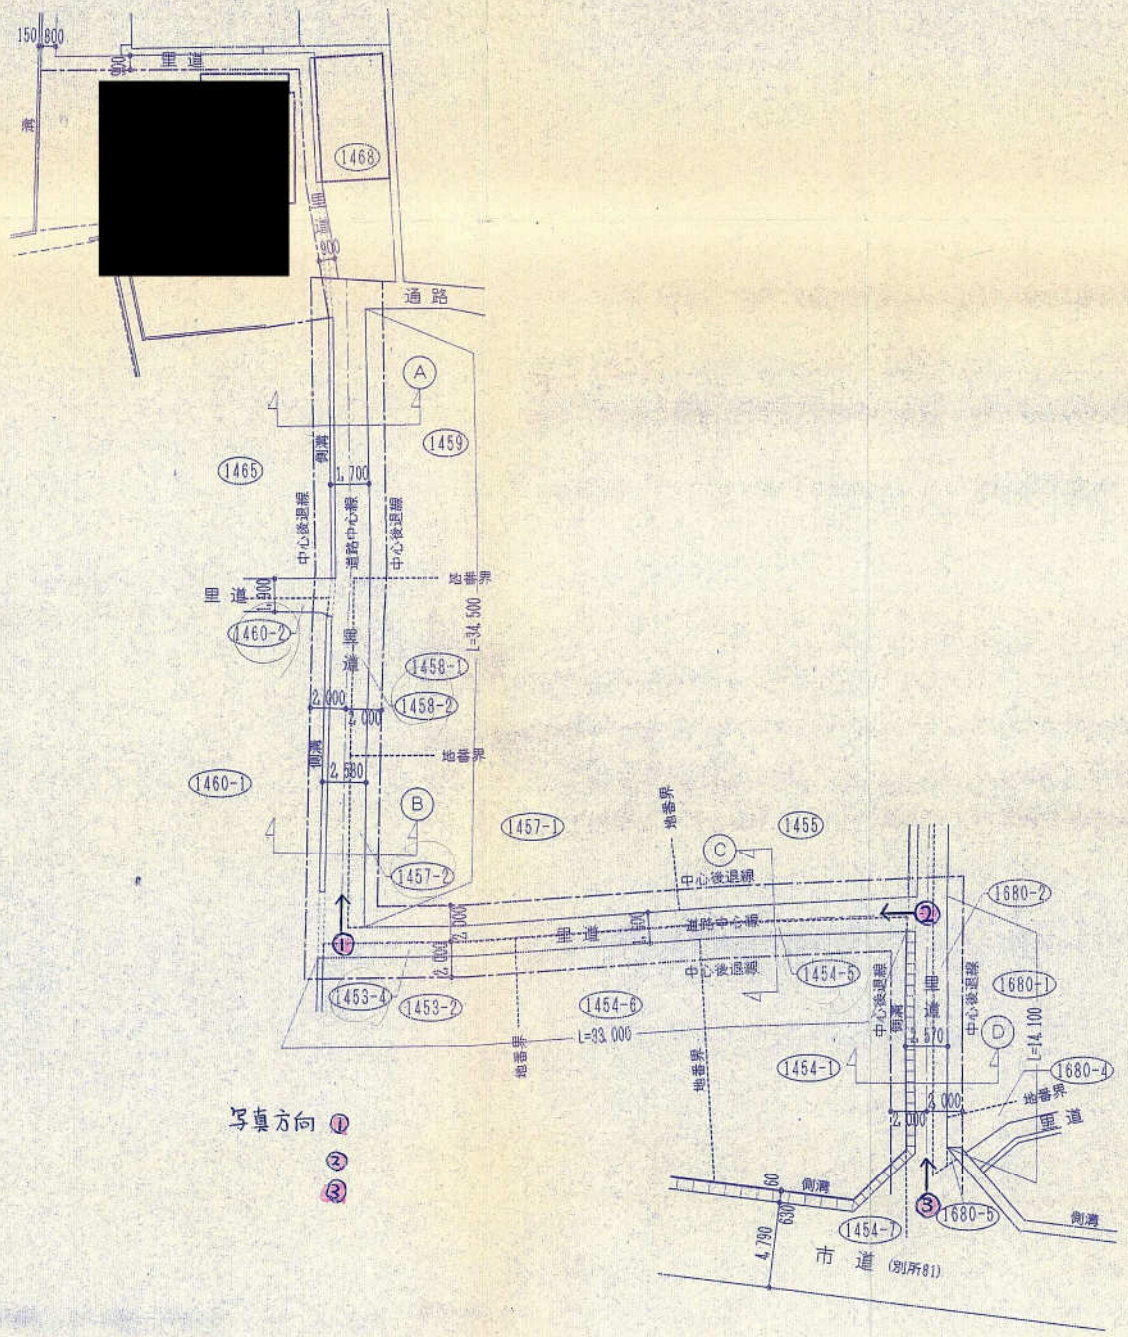 150 800
900
里道
溝
1468
里道
900
通路
A
1459
1465
側溝
1,700
中心後退線
道路中心線
中心後退線
地番界
里道
1,900
1460-2
L=34,500
里道
1458-1
1458-2
2,000
2,000
地番界
側溝
2,580
1460-1
B
1457-1
地番界
1455
C
1457-2
中心後退線
1680-2
2,000
里道
道路中心線
②
①
2,000
中心後退線
1454-5
1453-4
1453-2
1454-6
中心後退線
側溝
里道
中心後退線
1680-1
L=33,000
2,570
D
L=14,100
地番界
地番界
1454-1
1680-4
地番界
2,000
2,000
里道
写真方向 ①
②
③
60
側溝
630
③
1680-5
側溝
1454-7
4,790
市道 (別所81)